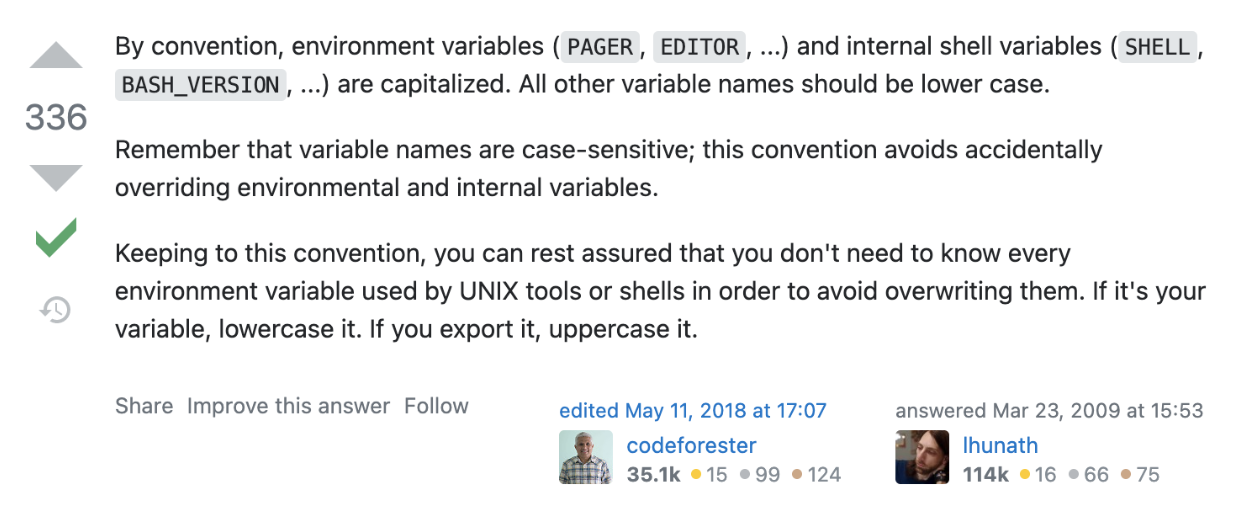 By convention, environment variables (PAGER, EDITOR, ...) and internal shell variables (SHELL,
BASH_VERSION, ...) are capitalized. All other variable names should be lower case.
336
Remember that variable names are case-sensitive; this convention avoids accidentally
overriding environmental and internal variables.
Keeping to this convention, you can rest assured that you don't need to know every
environment variable used by UNIX tools or shells in order to avoid overwriting them. If it's your
variable, lowercase it. If you export it, uppercase it.
Share Improve this answer Follow
edited May 11, 2018 at 17:07
codeforester
35.1k 15 99 124
answered Mar 23, 2009 at 15:53
lhunath
114k 16 66 75